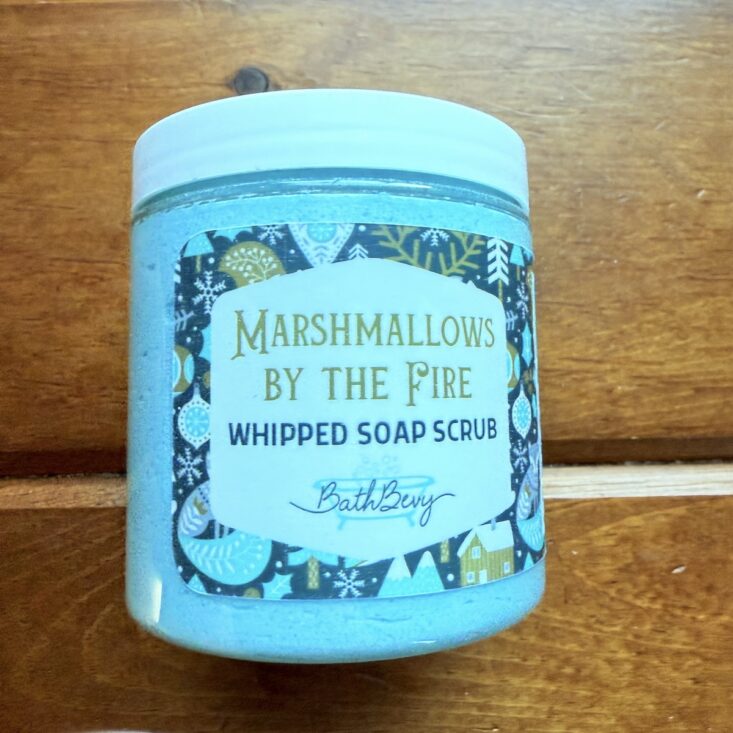 MARSHMALLOWS
BY THE FIRE
WHIPPED SOAP SCRUB
BathBevy